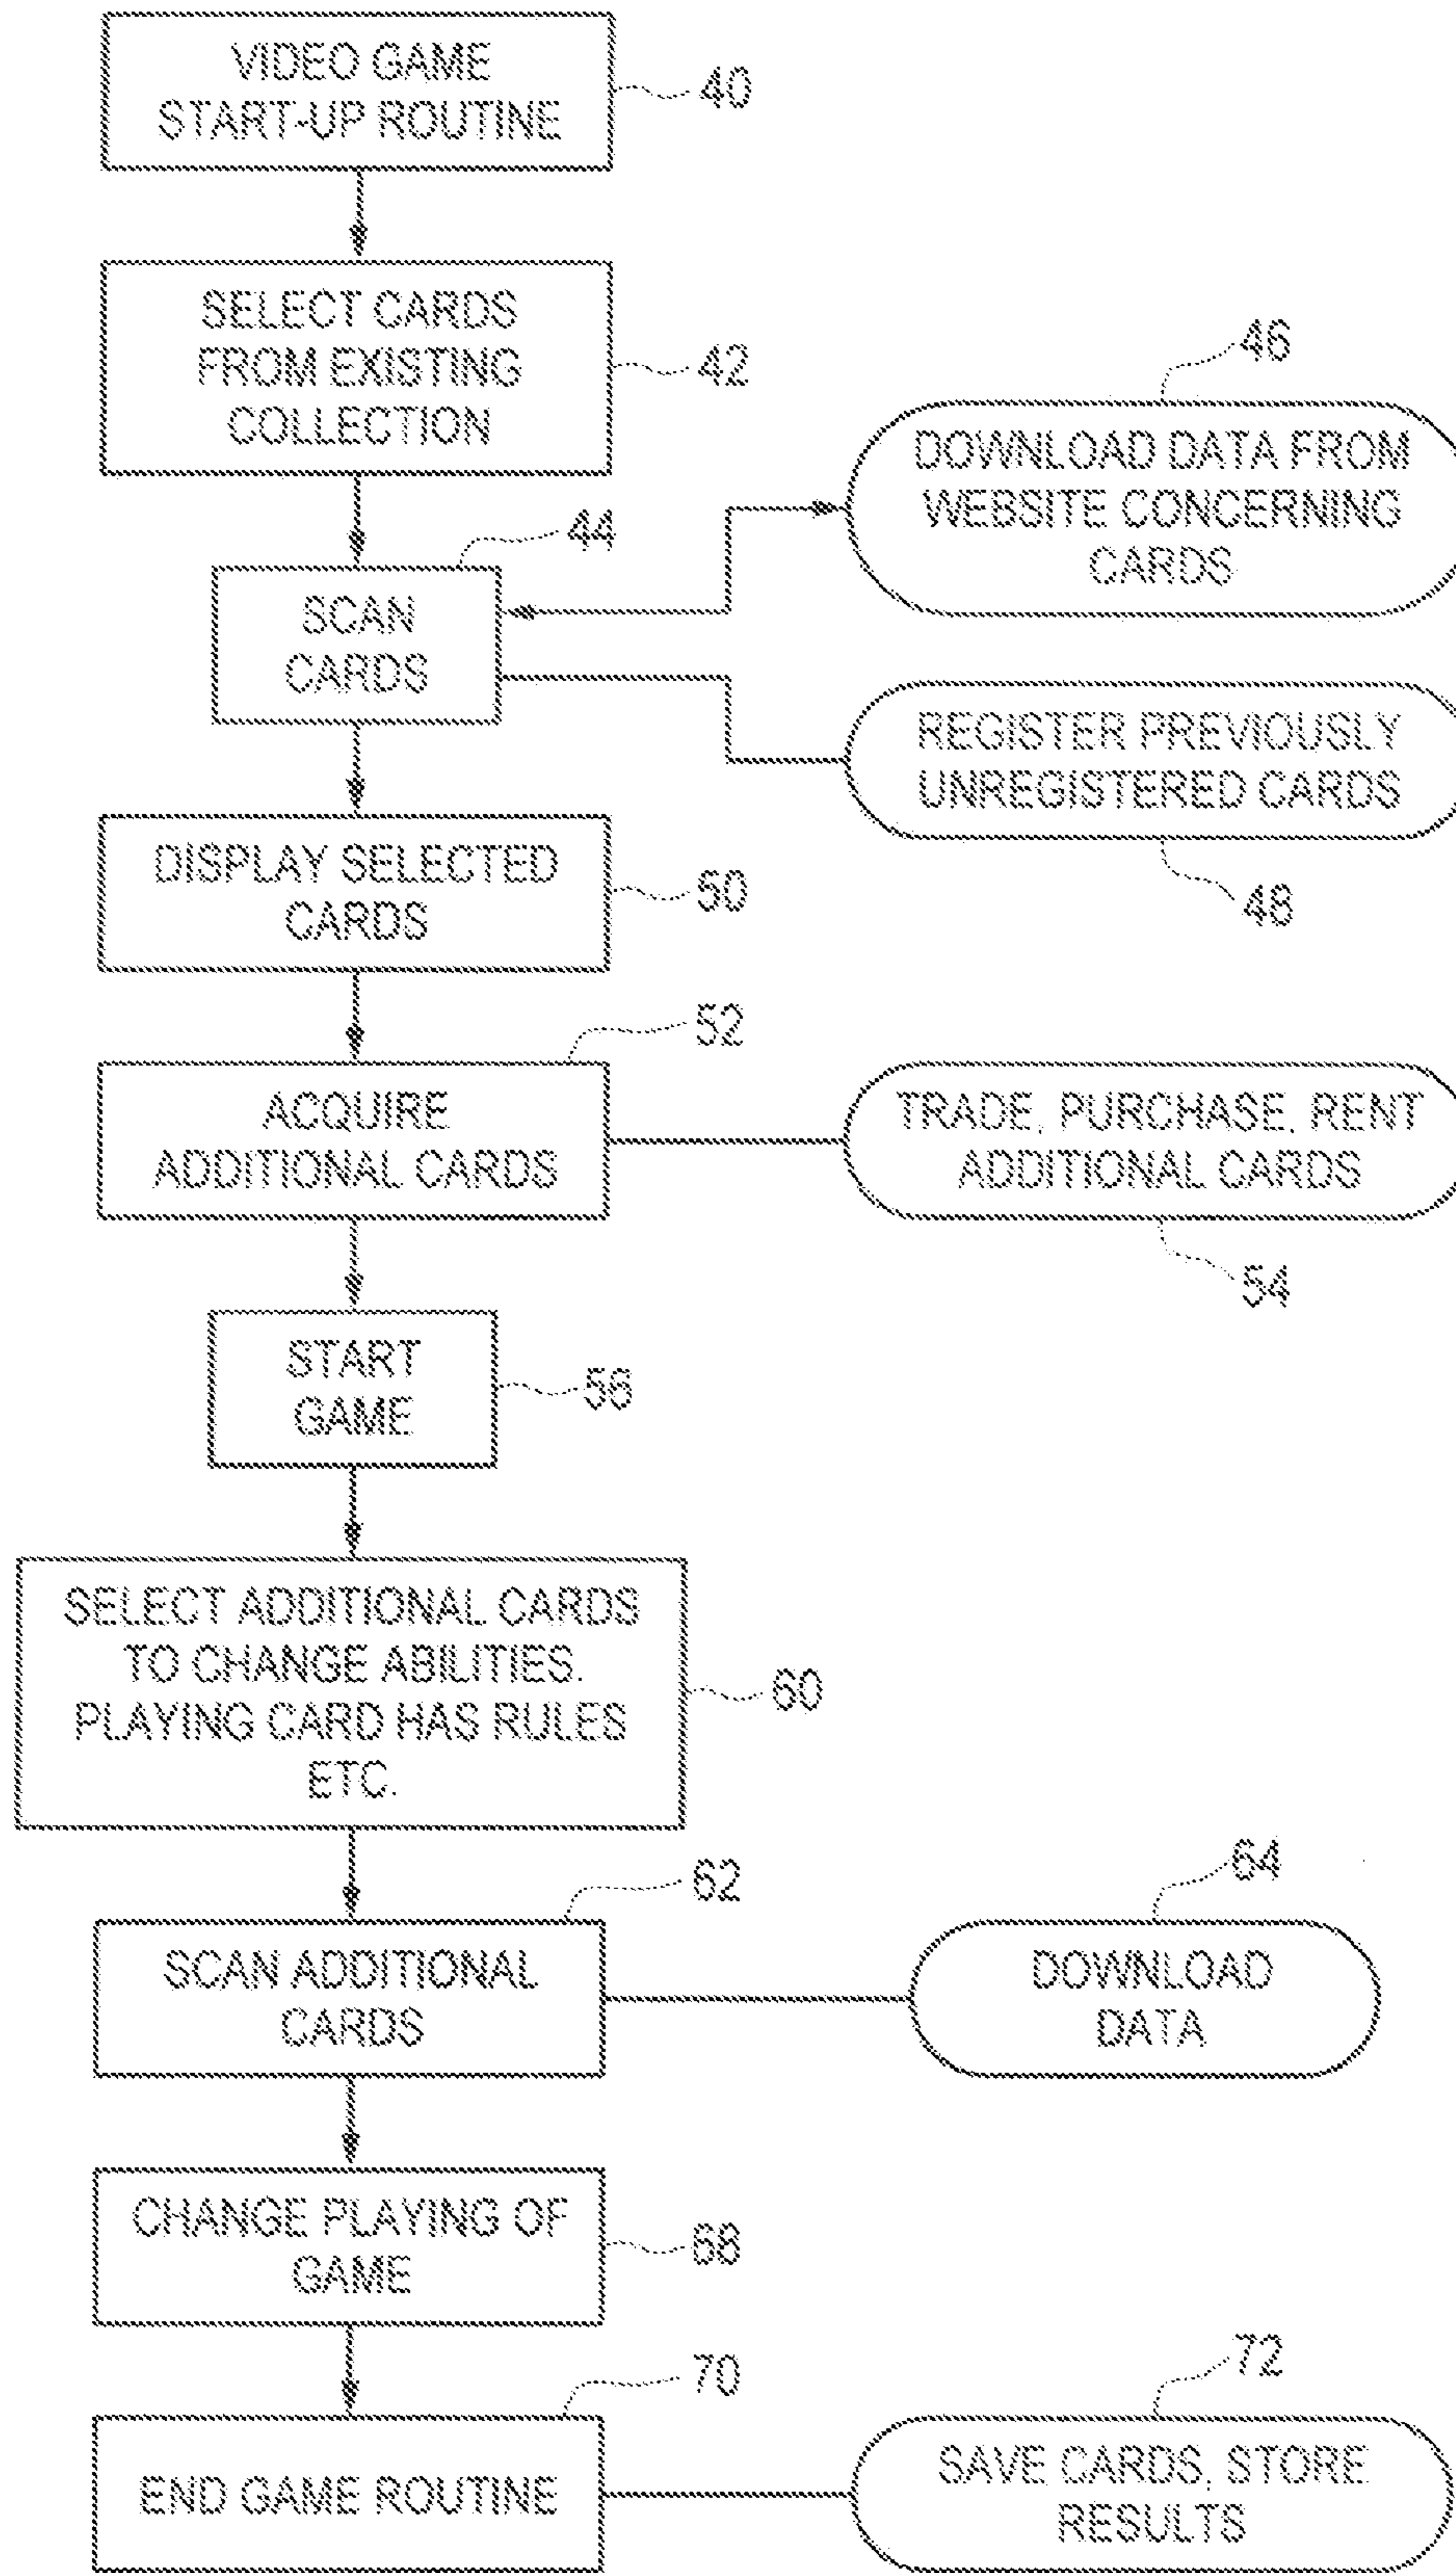 VIDEO GAME
START-UP ROUTINE
40
SELECT CARDS
FROM EXISTING
COLLECTION
42
46
DOWNLOAD DATA FROM
WEBSITE CONCERNING
CARDS
44
SCAN
CARDS
REGISTER PREVIOUSLY
UNREGISTERED CARDS
48
DISPLAY SELECTED
CARDS
50
52
ACQUIRE
ADDITIONAL CARDS
TRADE, PURCHASE, RENT
ADDITIONAL CARDS
54
START
GAME
56
SELECT ADDITIONAL CARDS
TO CHANGE ABILITIES.
PLAYING CARD HAS RULES
ETC.
60
62
SCAN ADDITIONAL
CARDS
64
DOWNLOAD
DATA
CHANGE PLAYING OF
GAME
68
70
END GAME ROUTINE
72
SAVE CARDS, STORE
RESULTS